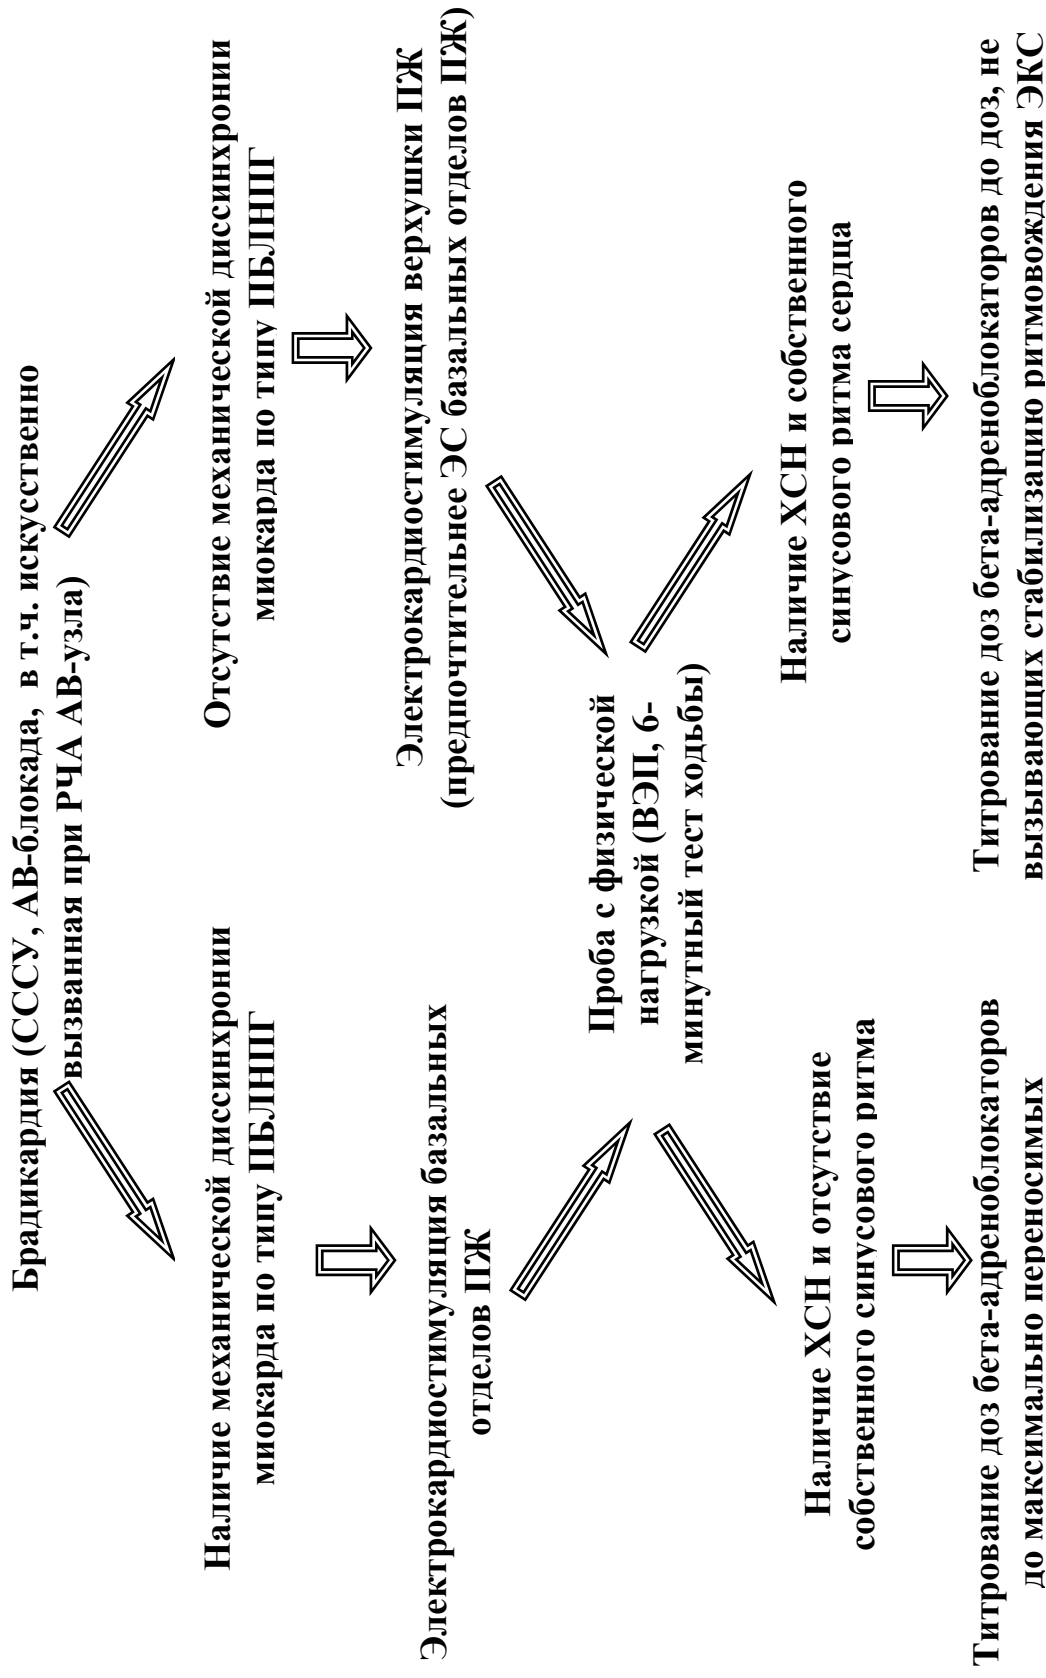 Брадикардия (СССУ, АВ-блокада, в т.ч. искусственно
вызванная при РЧА АВ-узла)
Наличие механической диссинхронии
миокарда по типу ПБЛНПГ
Отсутствие механической диссинхронии
миокарда по типу ПБЛНПГ
Электрокардиостимуляция базальных
отделов ПЖ
Электрокардиостимуляция верхушки ПЖ
(предпочтительнее ЭС базальных отделов ПЖ)
Проба с физической
нагрузкой (ВЭП, 6-
минутный тест ходьбы)
Наличие ХСН и отсутствие
собственного синусового ритма
Наличие ХСН и собственного
синусового ритма сердца
Титрование доз бета-адреноблокаторов
до максимально переносимых
Титрование доз бета-адреноблокаторов до доз, не
вызывающих стабилизацию ритмовождения ЭКС